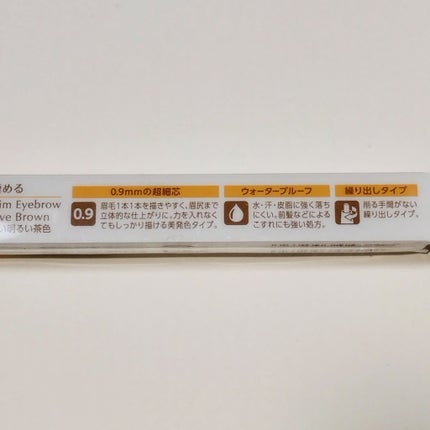 める
im Eyebrow
ve Brown
い明るい茶色
0.9mmの超細芯
0.9
眉毛1本1本を描きやすく、眉尻まで
立体的な仕上がりに。力を入れなく
てもしっかり描ける美発色タイプ。
ウォータープルーフ
水・汗・皮脂に強く落ち
にくい。前髪などによる
こすれにも強い処方。
繰り出しタイプ
削る手間がない
繰り出しタイプ。